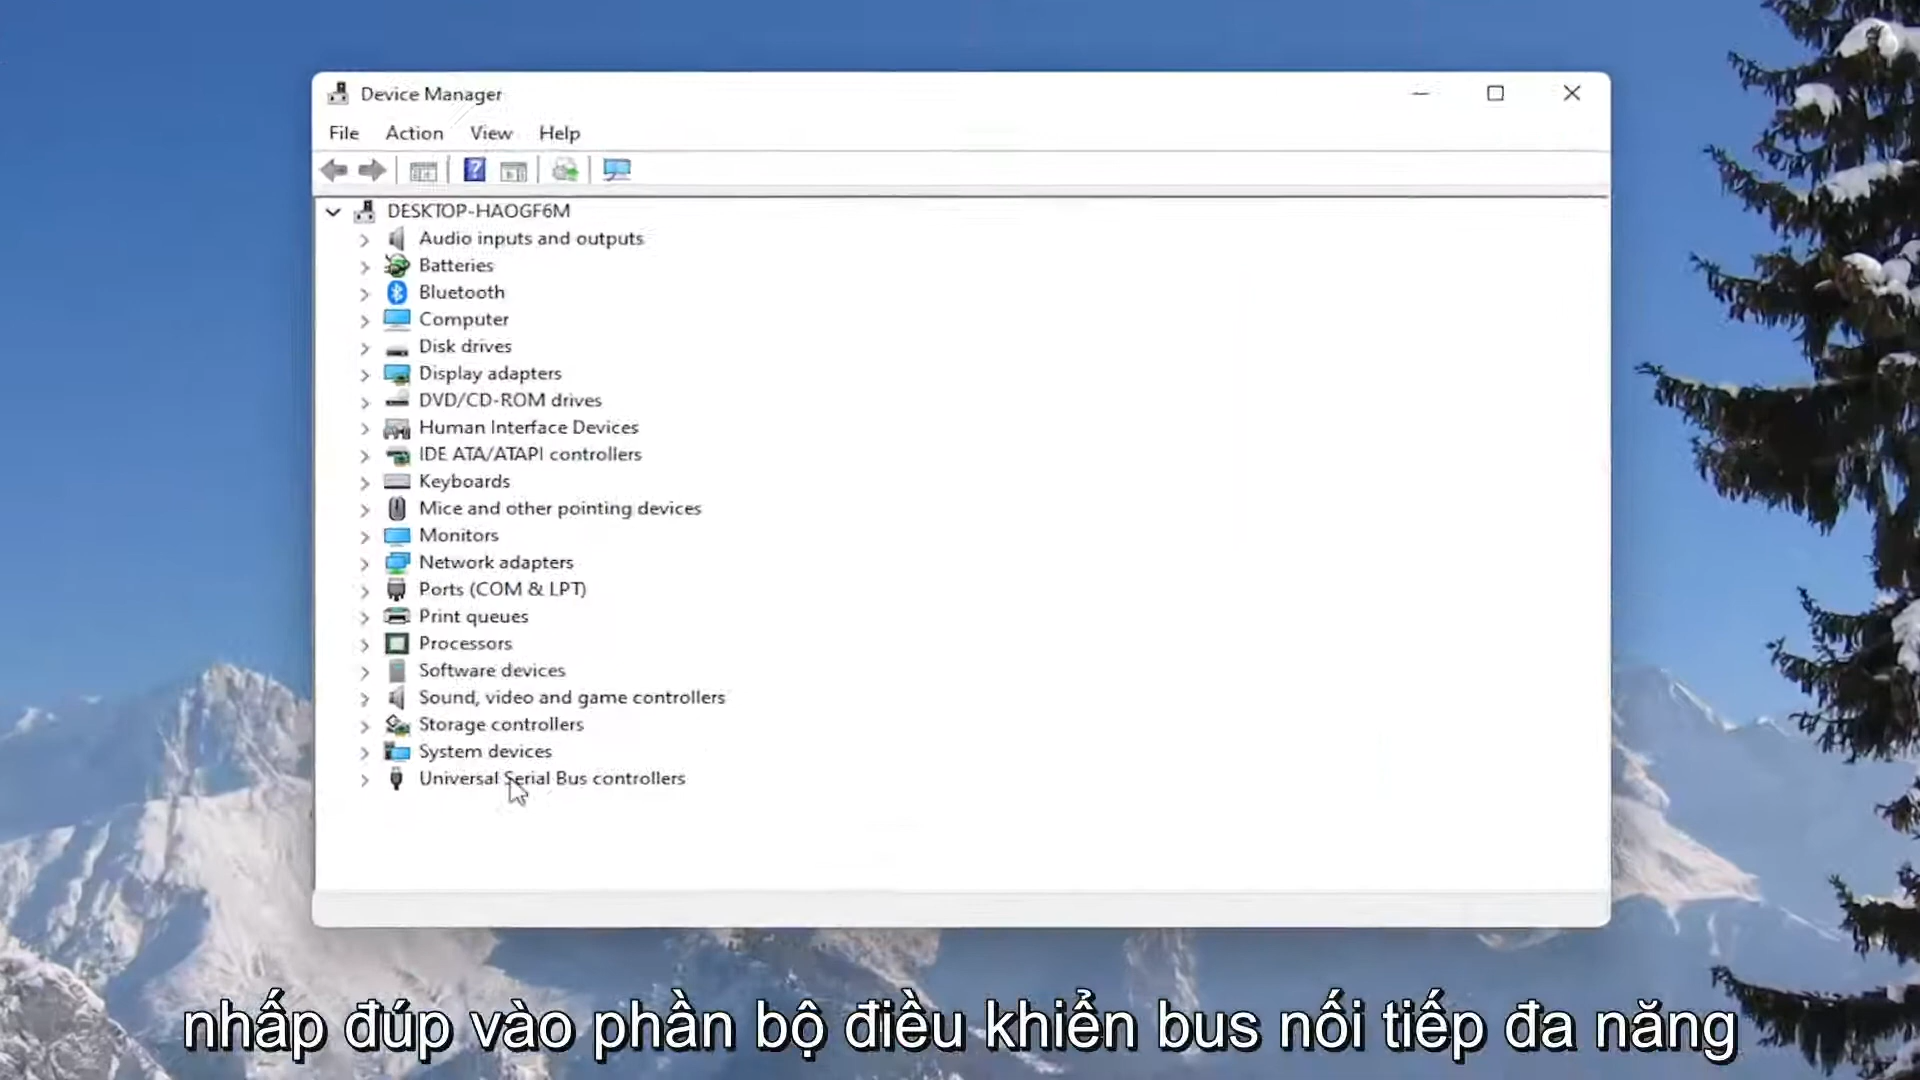 Device Manager
File Action View Help
DESKTOP-HAOGF6M
Audio inputs and outputs
Batteries
Bluetooth
Computer
Disk drives
Display adapters
DVD/CD-ROM drives
Human Interface Devices
IDE ATA/ATAPI controllers
Keyboards
Mice and other pointing devices
Monitors
Network adapters
Ports (COM & LPT)
Print queues
Processors
Software devices
Sound, video and game controllers
Storage controllers
System devices
Universal Serial Bus controllers
nhấp đúp vào phần bộ điều khiển bus nối tiếp đa năng